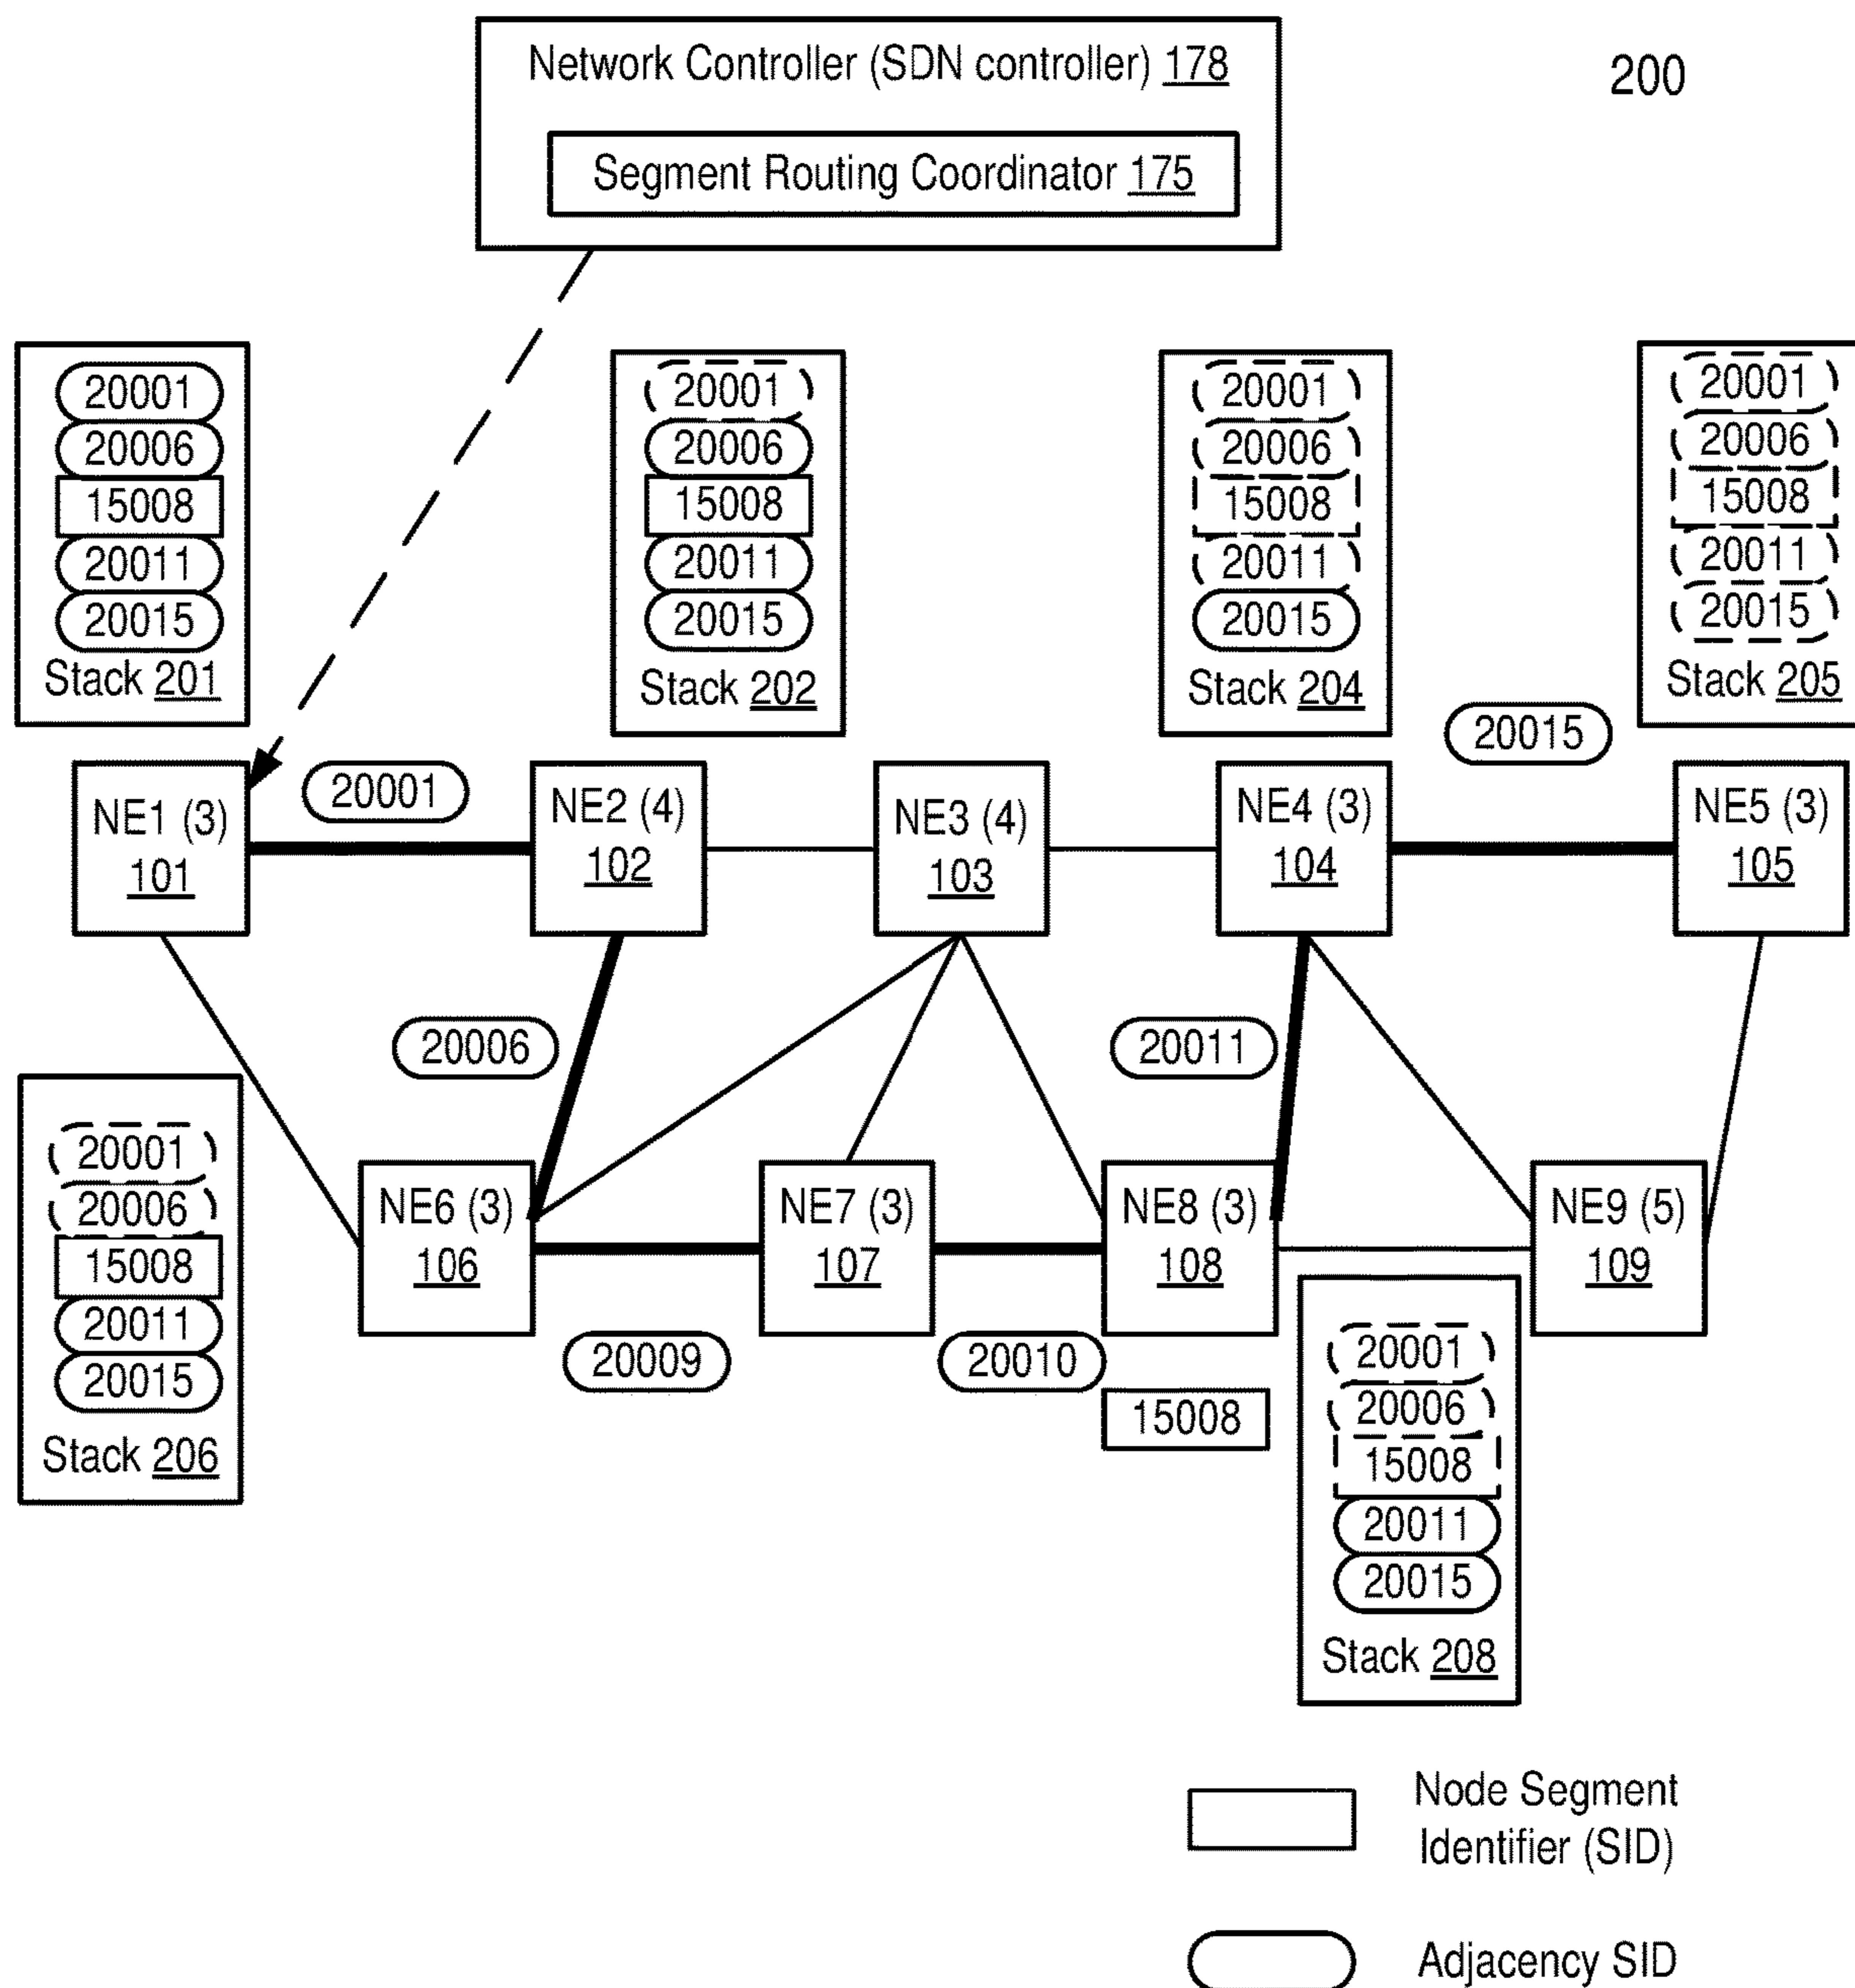 Network Controller (SDN controller) 178
200
Segment Routing Coordinator 175
20001
20006
15008
20011
20015
Stack 201
20001
20006
15008
20011
20015
Stack 202
20001
20006
15008
20011
20015
Stack 204
20001
20006
15008
20011
20015
Stack 205
20015
20001
NE1 (3)
101
NE2 (4)
102
NE3 (4)
103
NE4 (3)
104
NE5 (3)
105
20006
20011
20001
20006
15008
20011
20015
Stack 206
NE6 (3)
106
NE7 (3)
107
NE8 (3)
108
NE9 (5)
109
20009
20010
15008
20001
20006
15008
20011
20015
Stack 208
Node Segment
Identifier (SID)
Adjacency SID